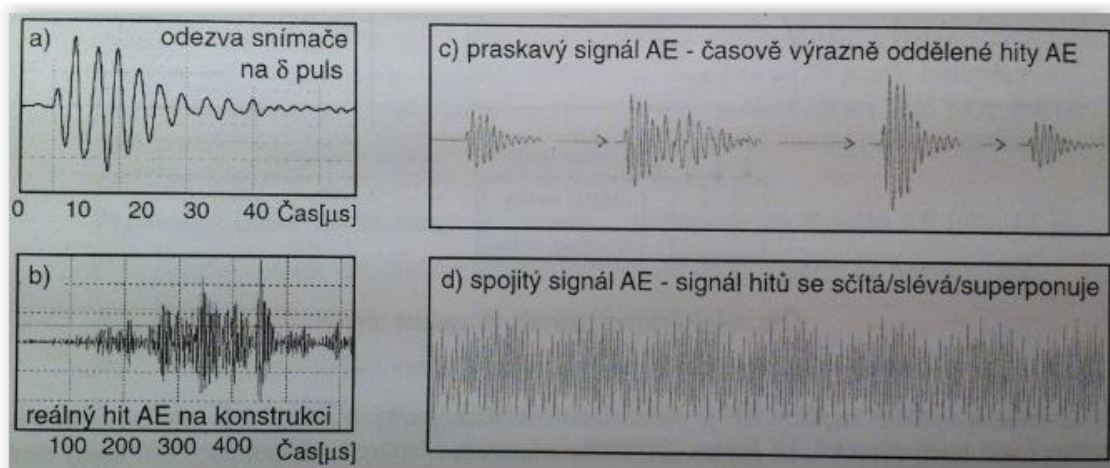 a) odezva snímače
na δ puls
0 10 20 30 40 Čas[µs]
b)
reálný hit AE na konstrukci
100 200 300 400 Čas[µs]
c) praskavý signál AE - časově výrazně oddělené hity AE
d) spojitý signál AE - signál hitů se sčítá/slévá/superponuje